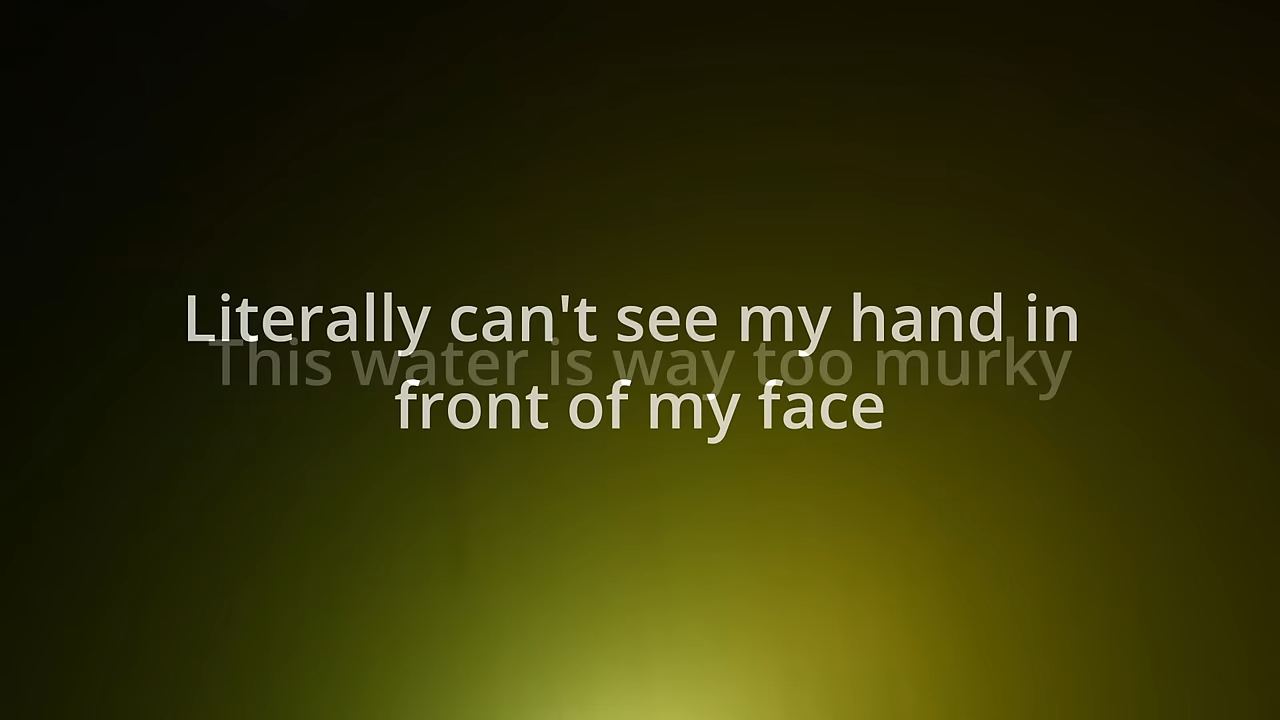 Literally can't see my hand in
This water is way too murky
front of my face